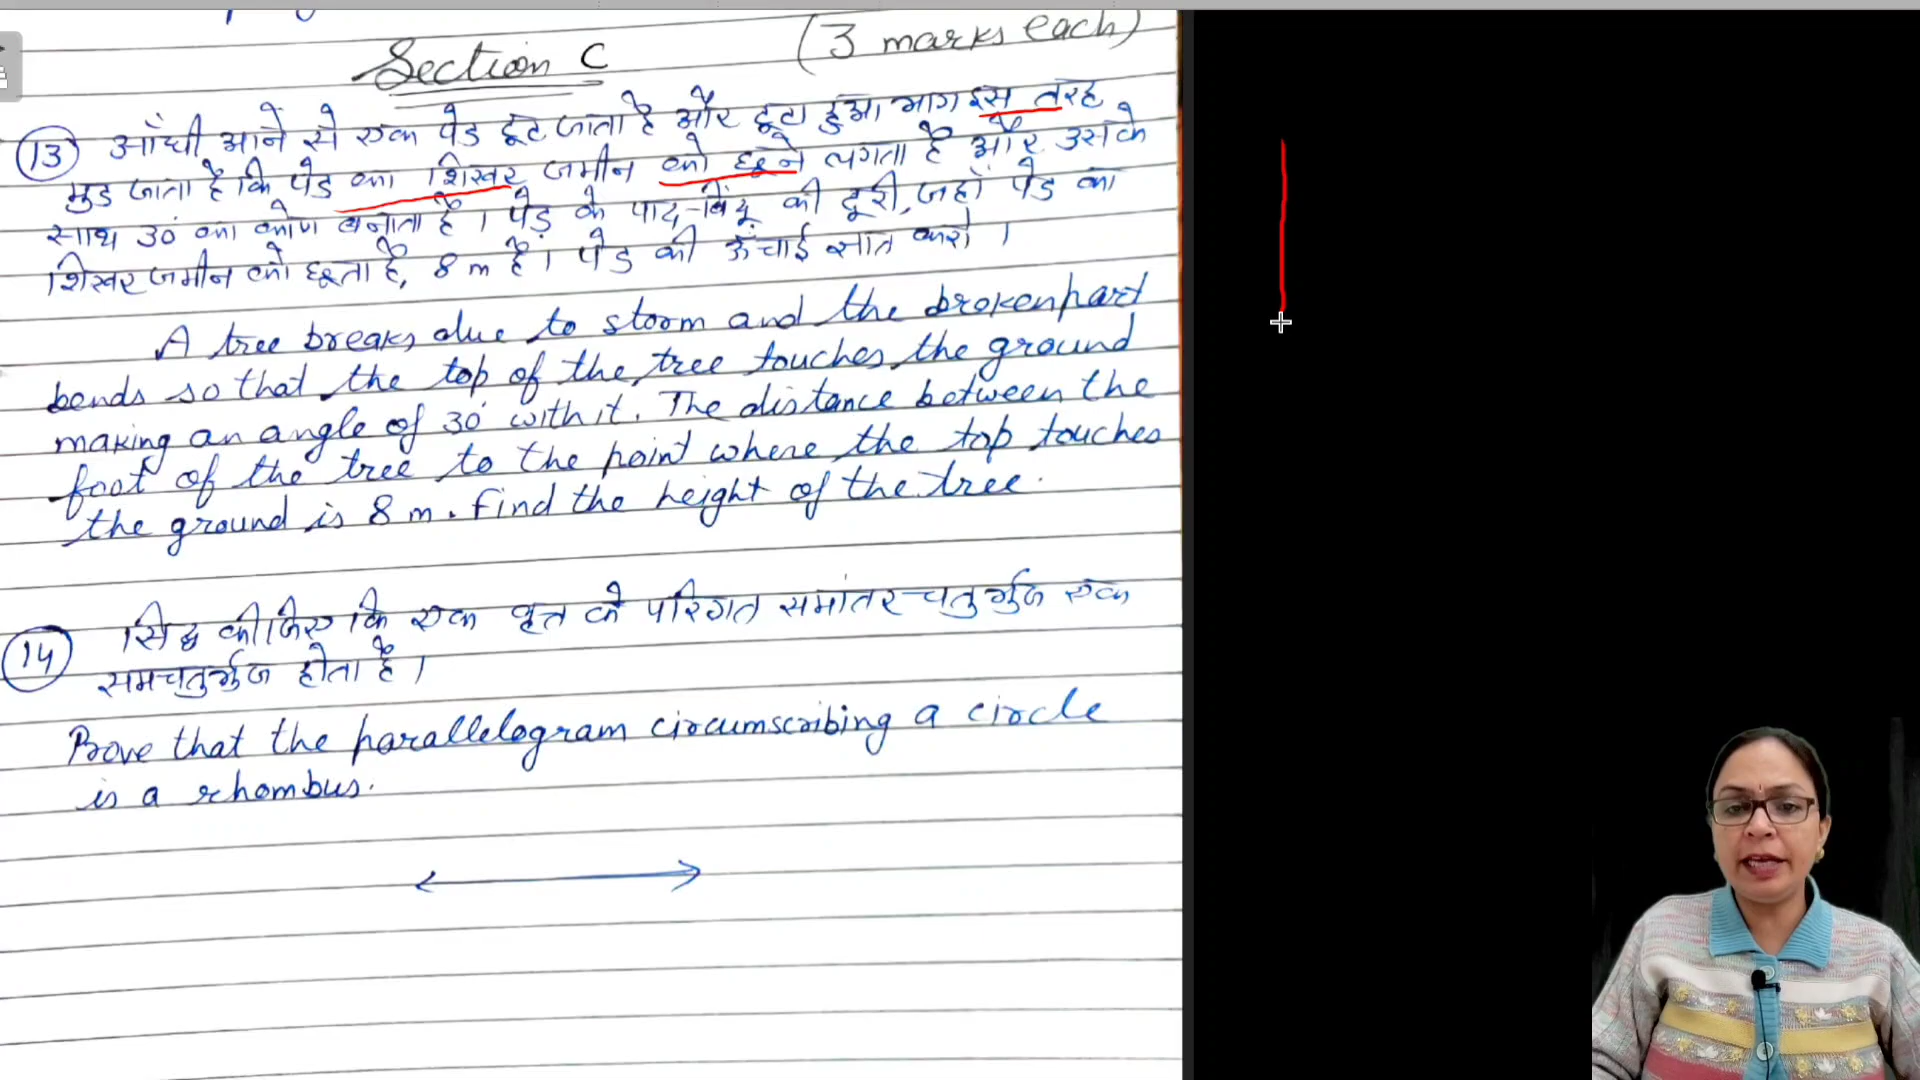 Section C (3 marks each)
(13) आँधी आने से एक पेड टूट जाता है और टूटा हुआ भाग इस तरह
मुड जाता है कि पेड का शिखर जमीन को छूने लगता है और उसके
साथ 30° का कोण बनाता है। पेड़ के पाद-बिंदू की दूरी, जहाँ पेड का
शिखर जमीन को छूता है, 8 m है। पेड की ऊँचाई ज्ञात करो।
A tree breaks due to storm and the broken part
bends so that the top of the tree touches the ground
making an angle of 30° with it. The distance between the
foot of the tree to the point where the top touches
the ground is 8 m. Find the height of the tree.
(14) सिद्ध कीजिए कि एक वृत्त के परिगत समांतर चतुर्भुज एक
समचतुर्भुज होता है।
Prove that the parallelogram circumscribing a circle
is a rhombus.